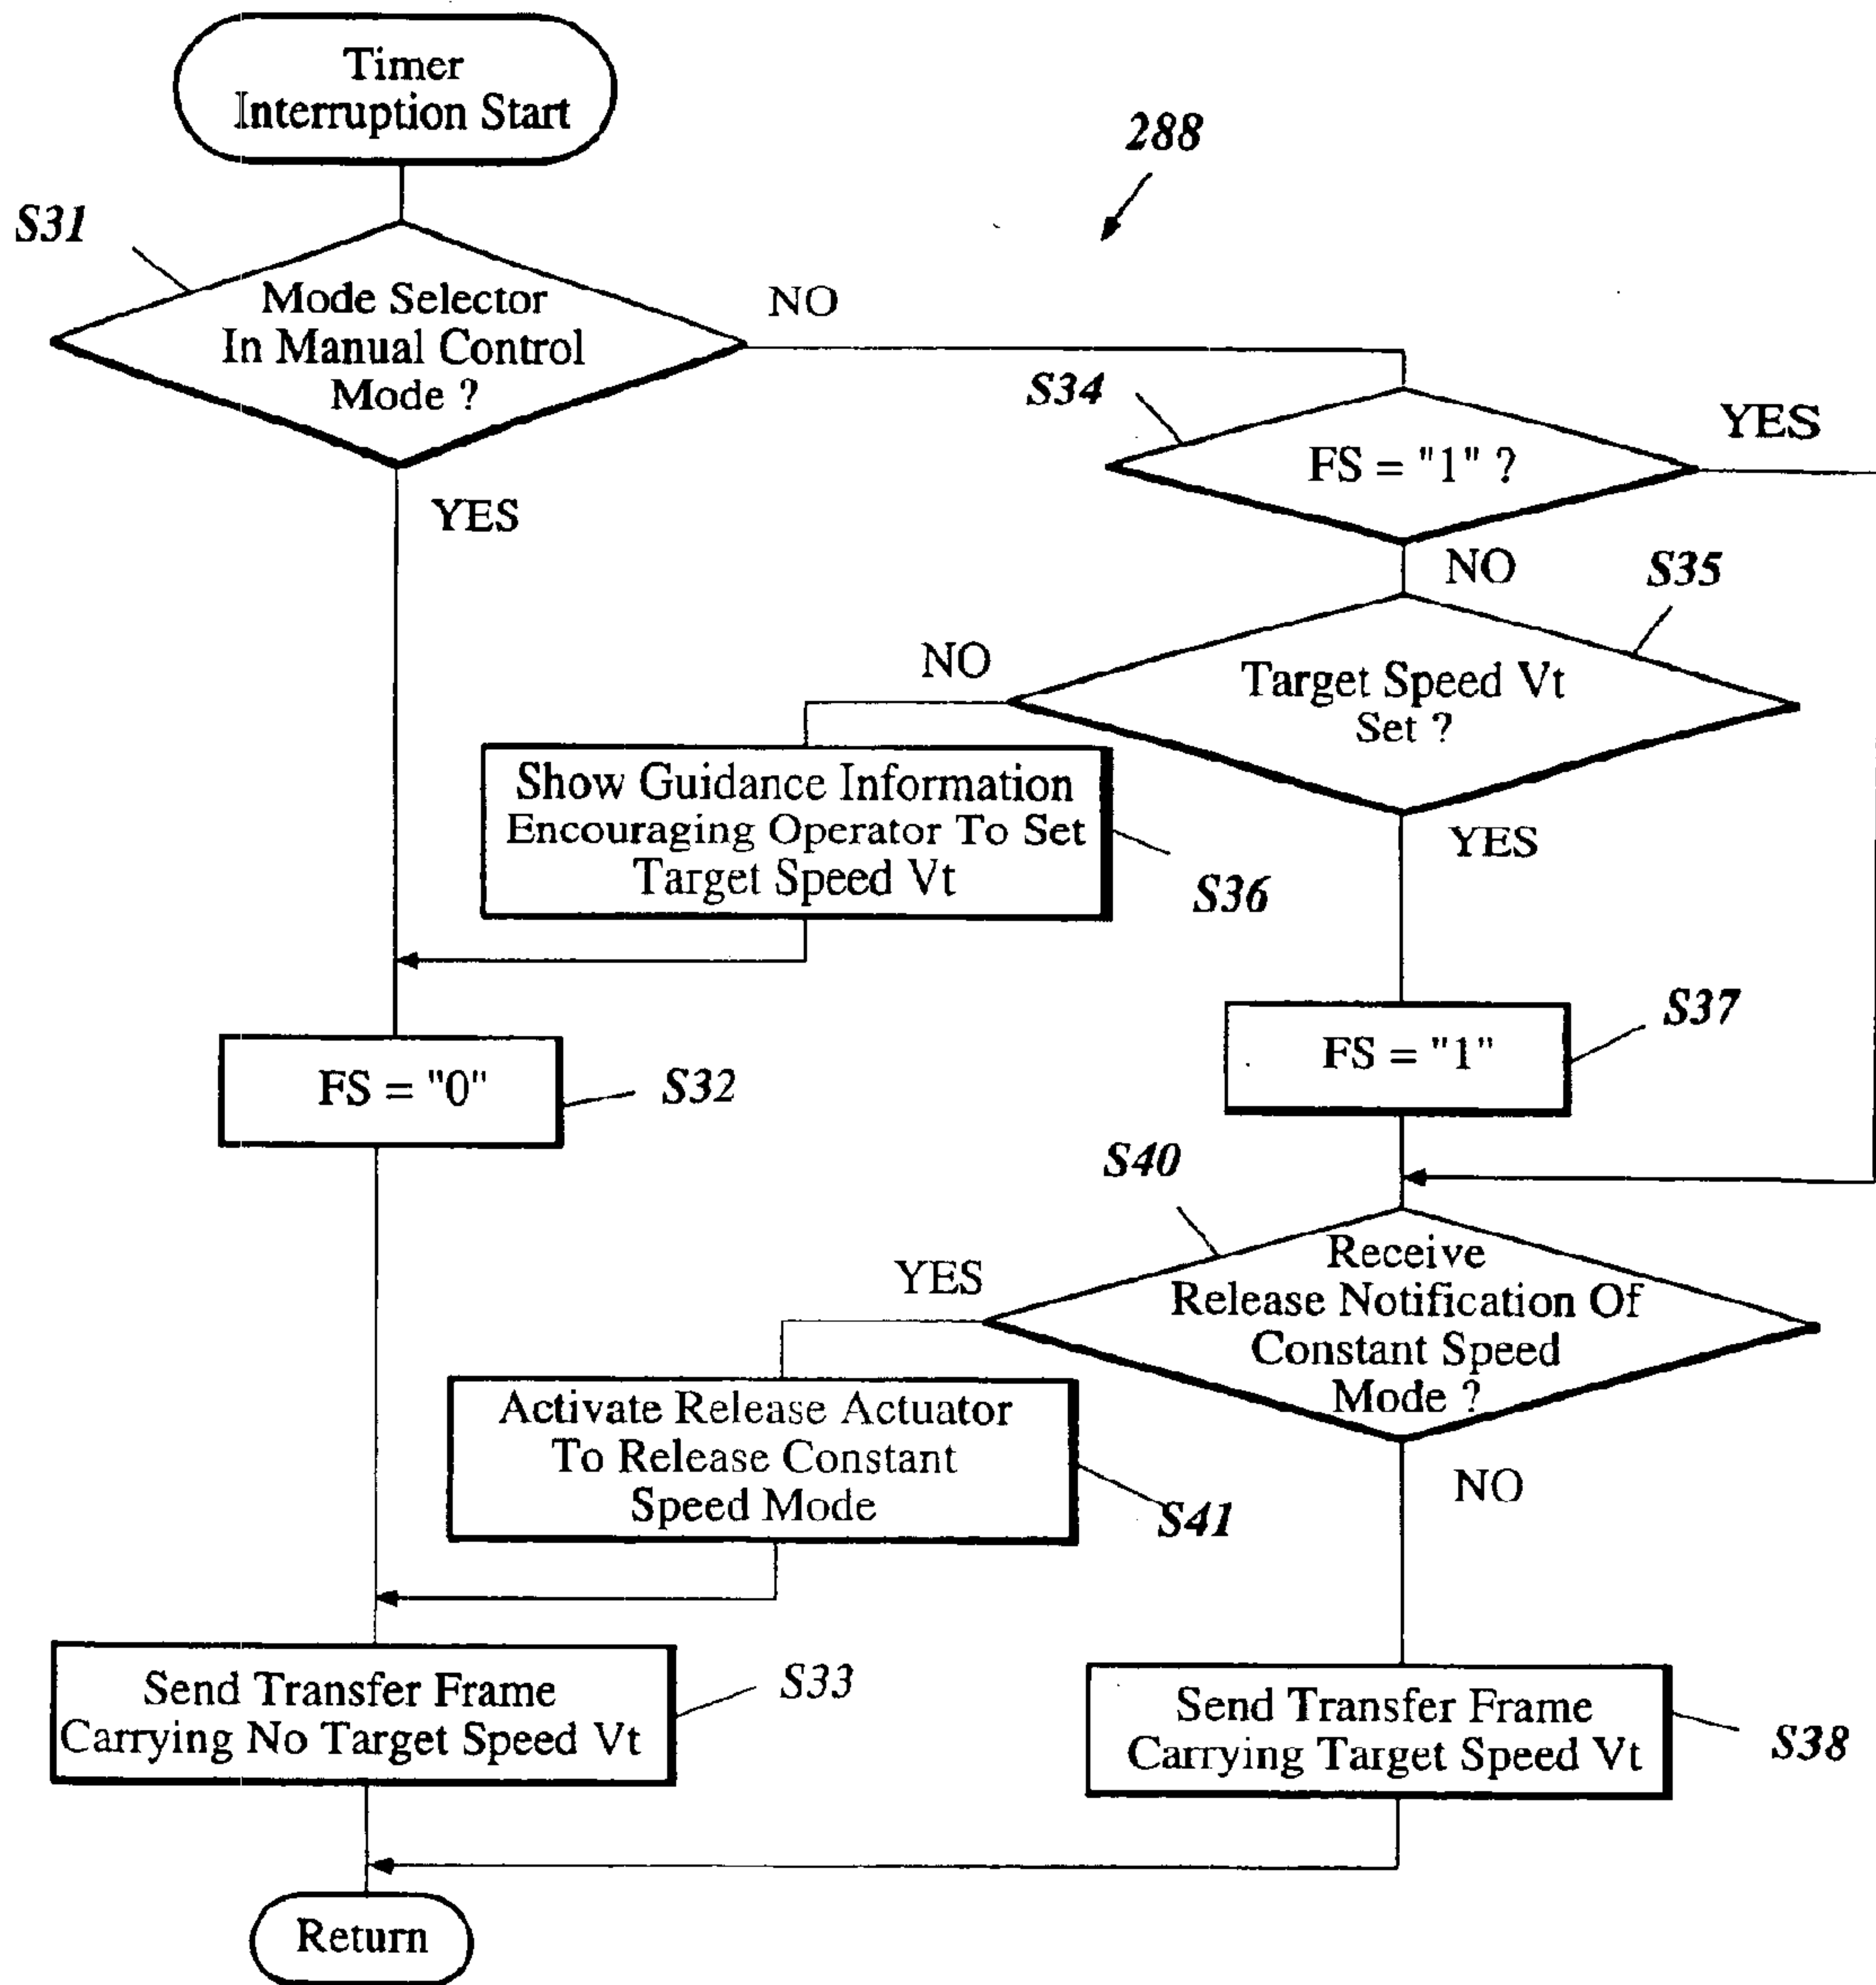 Timer
Interruption Start
288
S31
Mode Selector
In Manual Control
Mode ?
NO
YES
S34
FS = "1" ?
YES
NO
S35
Target Speed Vt
Set ?
NO
YES
Show Guidance Information
Encouraging Operator To Set
Target Speed Vt
S36
FS = "0"
S32
FS = "1"
S37
S40
Receive
Release Notification Of
Constant Speed
Mode ?
YES
NO
Activate Release Actuator
To Release Constant
Speed Mode
S41
Send Transfer Frame
Carrying No Target Speed Vt
S33
Send Transfer Frame
Carrying Target Speed Vt
S38
Return